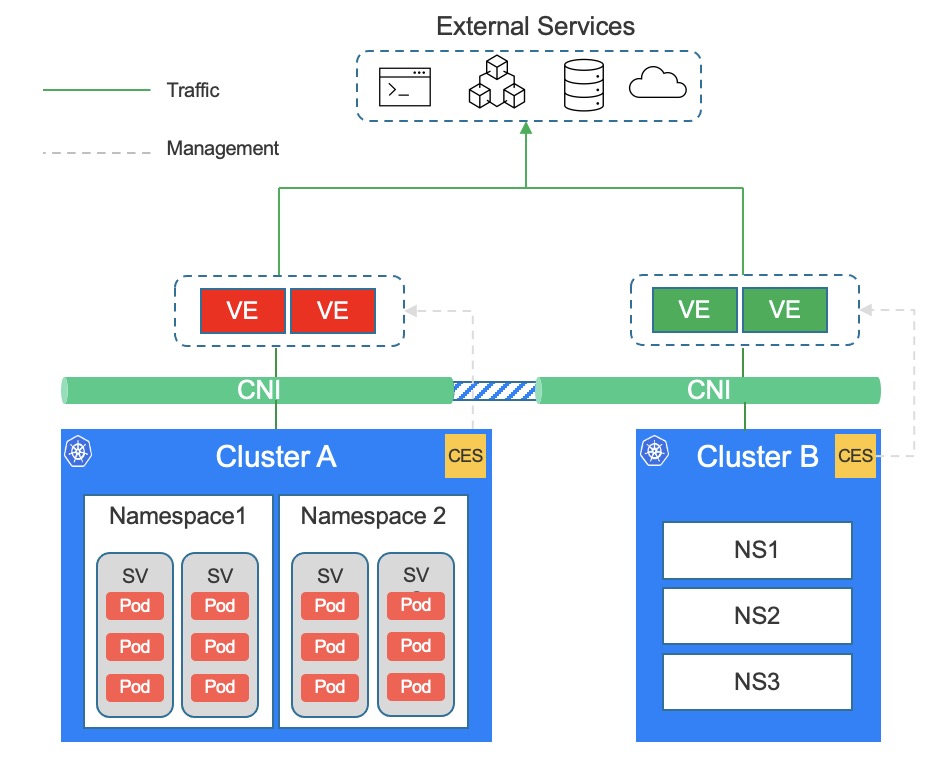 External Services
Traffic
>_
Management
VE VE
VE VE
CNI
CNI
Cluster A
CES
Cluster B
CES
Namespace1
Namespace 2
SV
SV
SV
SV
Pod
Pod
Pod
Pod
Pod
Pod
Pod
Pod
Pod
Pod
Pod
Pod
NS1
NS2
NS3